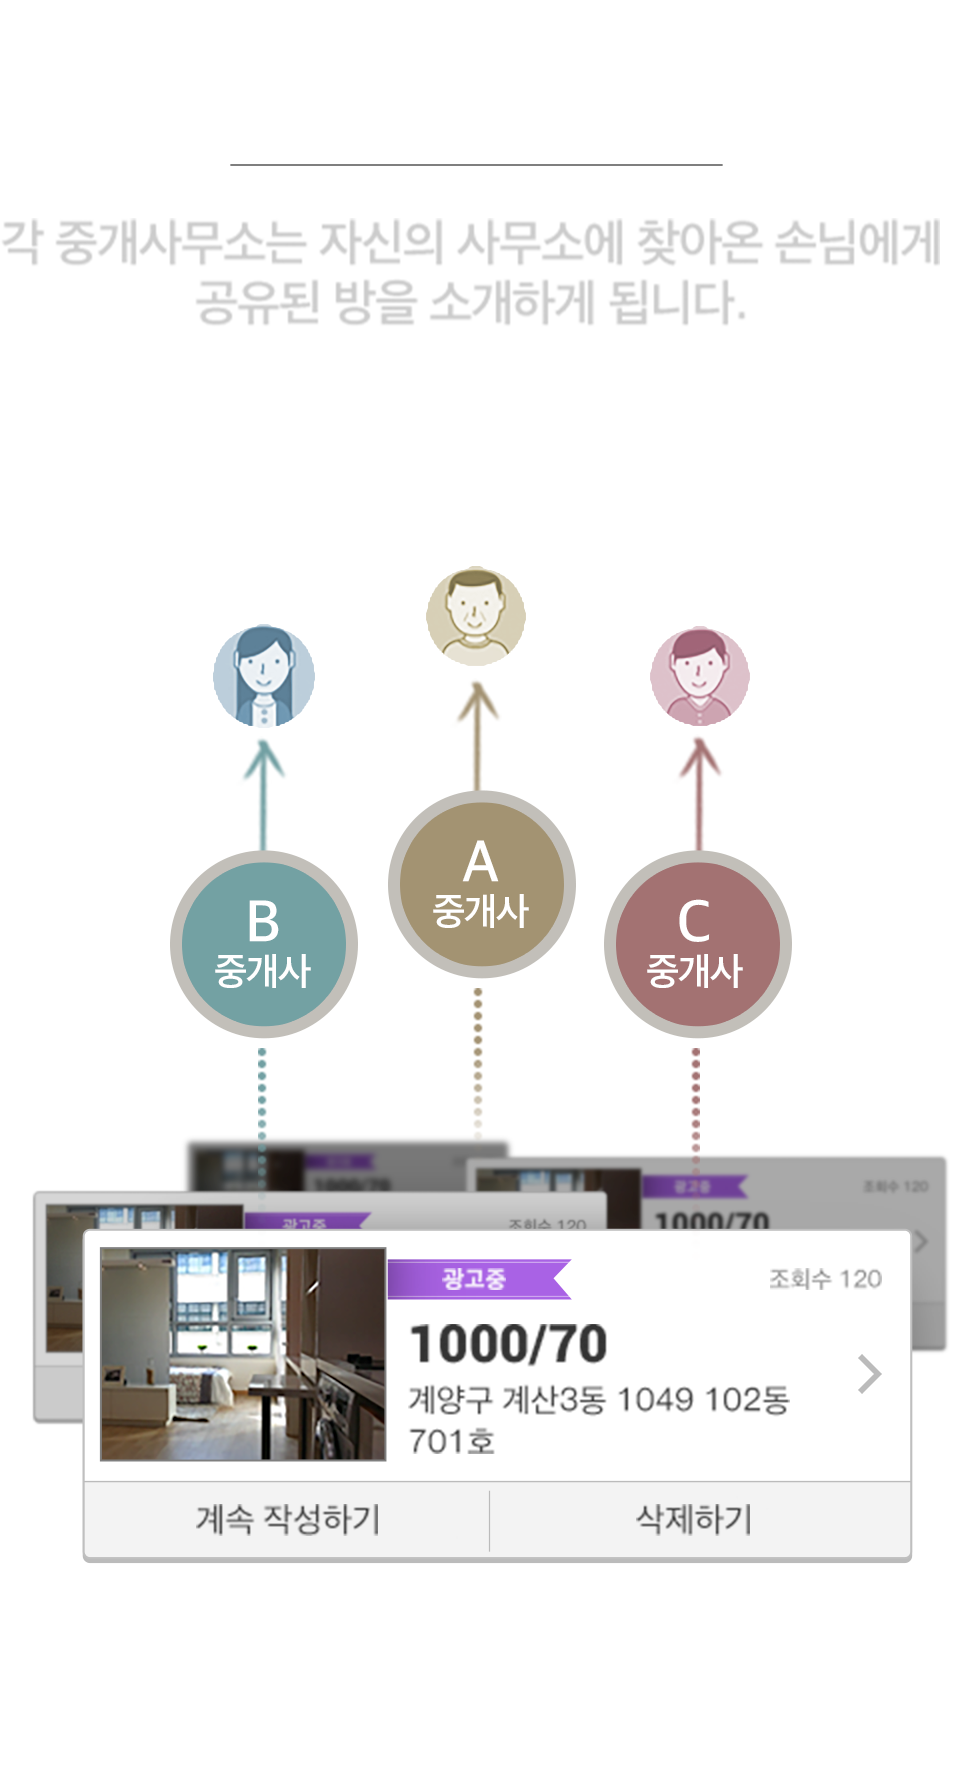 각 중개사무소는 자신의 사무소에 찾아온 손님에게
공유된 방을 소개하게 됩니다.
A
중개사
B
중개사
C
중개사
1000/70
광고중
조회수 120
1000/70
광고중
조회수 120
광고중
조회수 120
1000/70
계양구 계산3동 1049 102동
701호
계속 작성하기
삭제하기